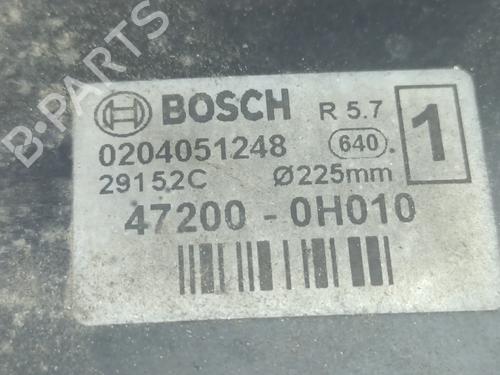 B-PARTS
BOSCH R 5.7
0204051248 640. 1
29152C Ø225mm
47200 - 0H010